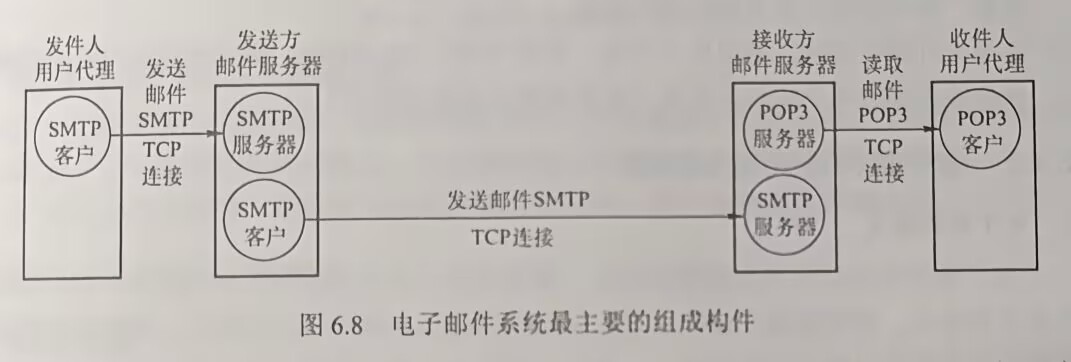 发件人
用户代理
发送
邮件
SMTP
TCP
连接
SMTP
客户
发送方
邮件服务器
SMTP
服务器
SMTP
客户
发送邮件SMTP
TCP连接
接收方
邮件服务器
POP3
服务器
SMTP
服务器
读取
邮件
POP3
TCP
连接
收件人
用户代理
POP3
客户
图 6.8 电子邮件系统最主要的组成构件